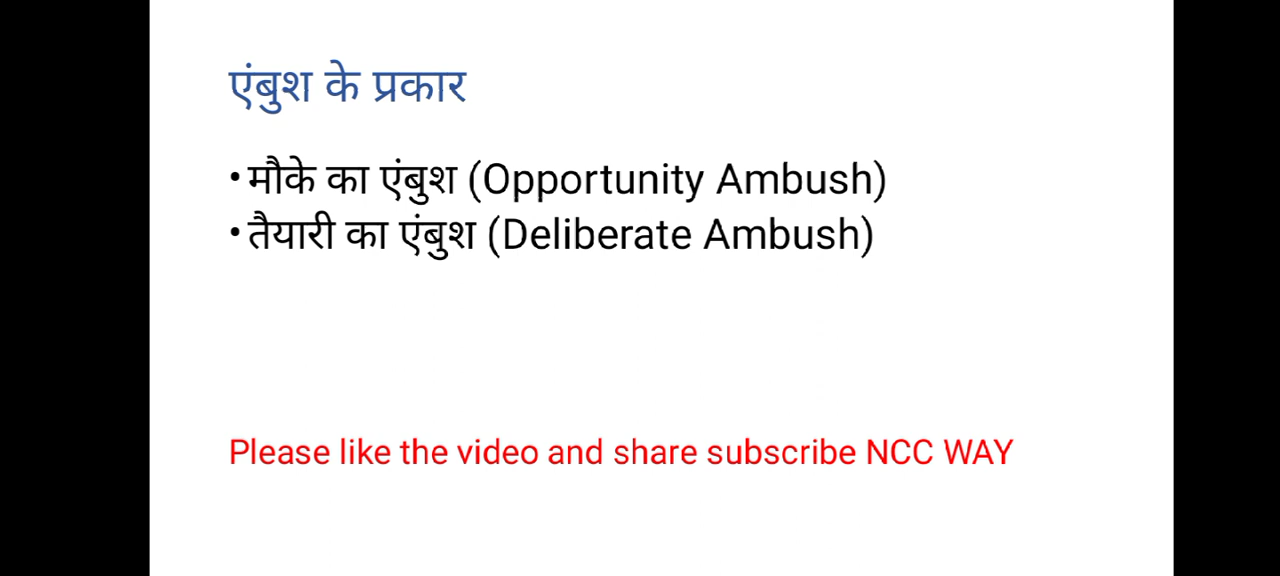 एंबुश के प्रकार
• मौके का एंबुश (Opportunity Ambush)
• तैयारी का एंबुश (Deliberate Ambush)
Please like the video and share subscribe NCC WAY